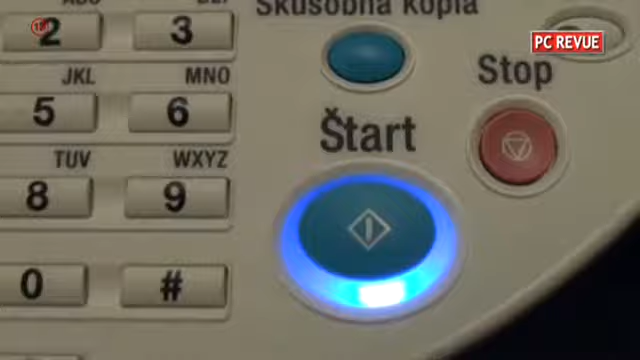 Skúšobná kópia
PC REVUE
2
3
JKL
MNO
Stop
5
6
Štart
TUV
WXYZ
8
9
0
#